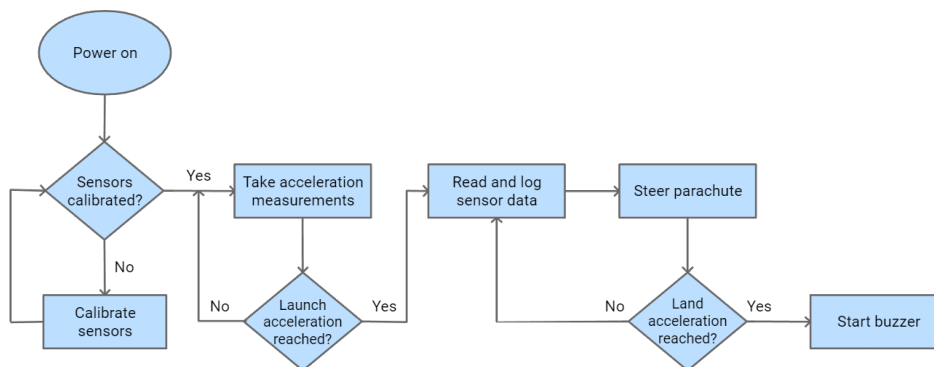 Power on
Sensors
calibrated?
Yes
No
Calibrate
sensors
Take acceleration
measurements
Launch
acceleration
reached?
No
Yes
Read and log
sensor data
Steer parachute
Land
acceleration
reached?
No
Yes
Start buzzer